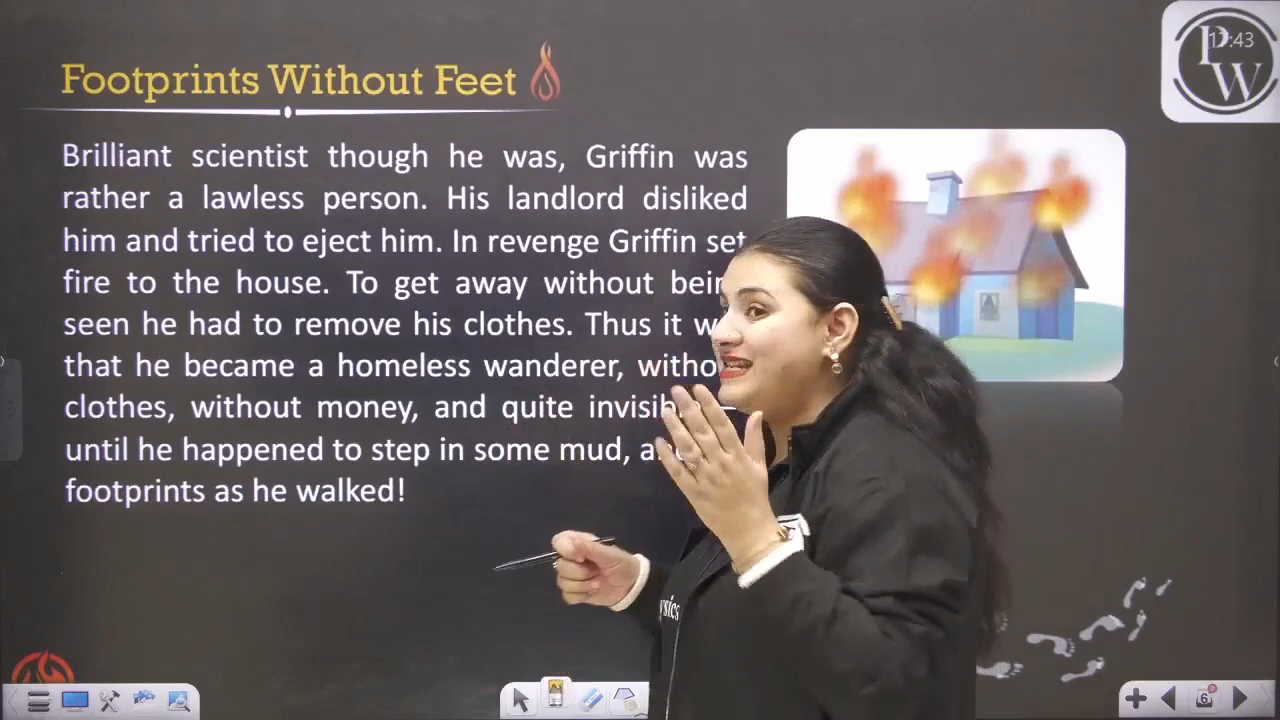 Footprints Without Feet
Brilliant scientist though he was, Griffin was
rather a lawless person. His landlord disliked
him and tried to eject him. In revenge Griffin set
fire to the house. To get away without
seen he had to remove his clothes. Thus it
that he became a homeless wanderer,
clothes, without money, and quite
until he happened to step in some mud,
footprints as he walked!
PW
6